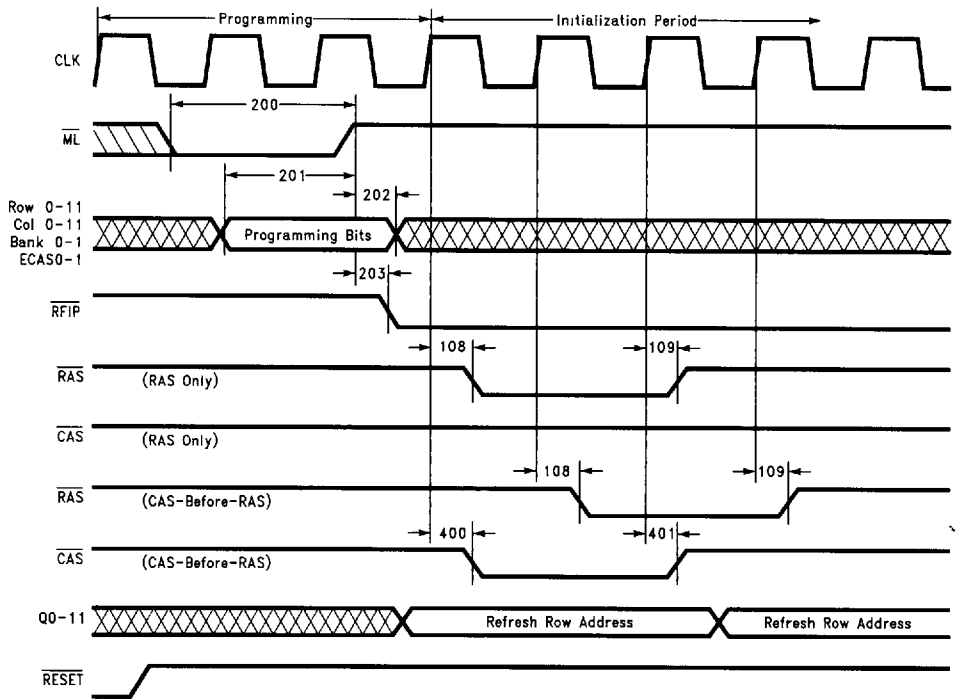 Programming Initialization Period
CLK
200
ML
201
202
Row 0-11
Col 0-11
Bank 0-1
ECAS0-1
Programming Bits
203
RFIP
108 109
RAS (RAS Only)
CAS (RAS Only)
108 109
RAS (CAS-Before-RAS)
400 401
CAS (CAS-Before-RAS)
Q0-11 Refresh Row Address Refresh Row Address
RESET